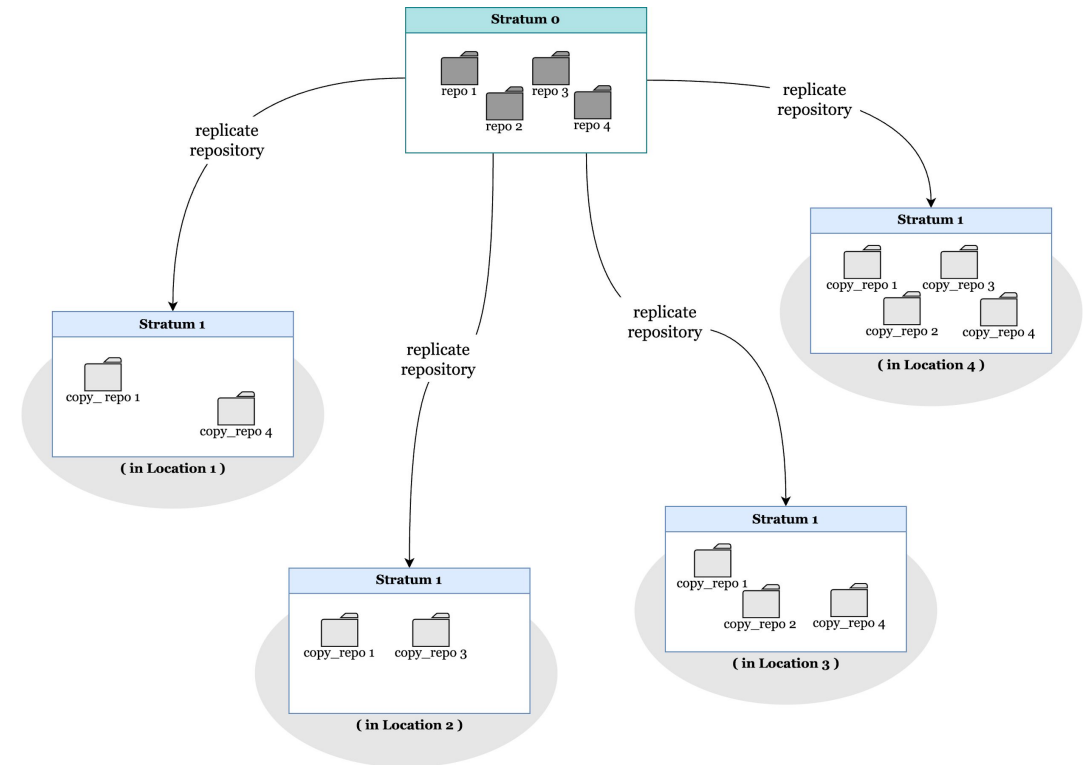 Stratum 0
repo 1
repo 3
repo 2
repo 4
replicate
repository
replicate
repository
replicate
repository
replicate
repository
Stratum 1
copy_repo 1
copy_repo 3
copy_repo 2
copy_repo 4
( in Location 4 )
Stratum 1
copy_ repo 1
copy_repo 4
( in Location 1 )
Stratum 1
copy_repo 1
copy_repo 2
copy_repo 4
( in Location 3 )
Stratum 1
copy_repo 1
copy_repo 3
( in Location 2 )